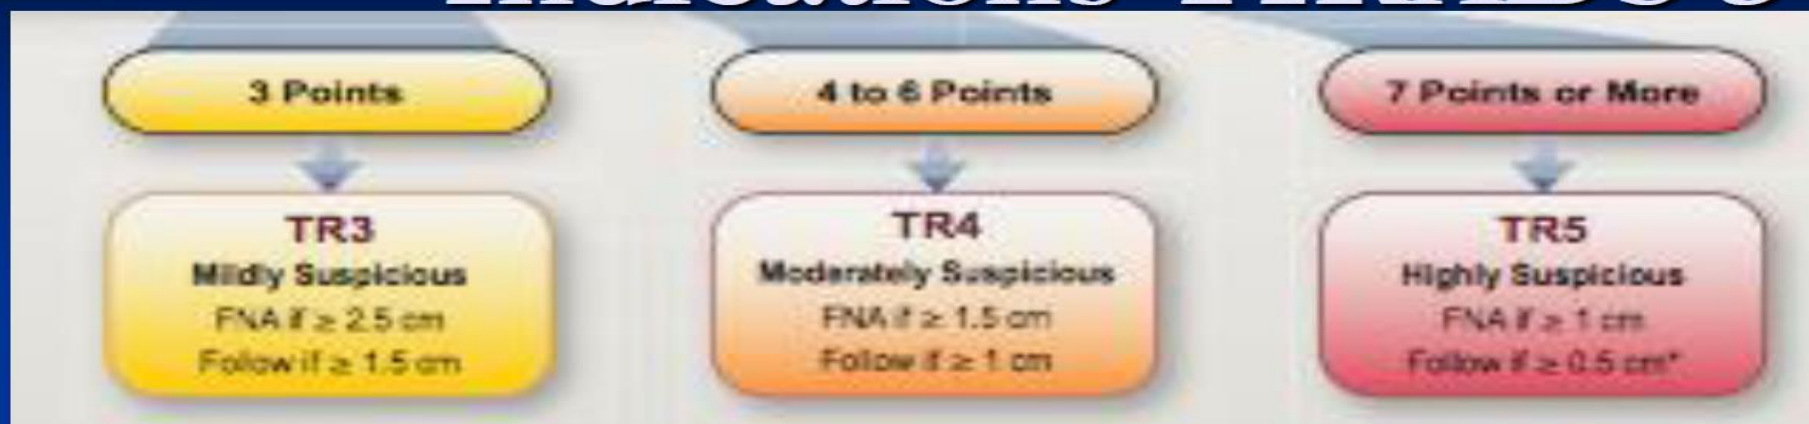 3 Points
TR3
Mildly Suspicious
FNA if ≥ 2.5 cm
Follow if ≥ 1.5 cm
4 to 6 Points
TR4
Moderately Suspicious
FNA if ≥ 1.5 cm
Follow if ≥ 1 cm
7 Points or More
TR5
Highly Suspicious
FNA if ≥ 1 cm
Follow if ≥ 0.5 cm*